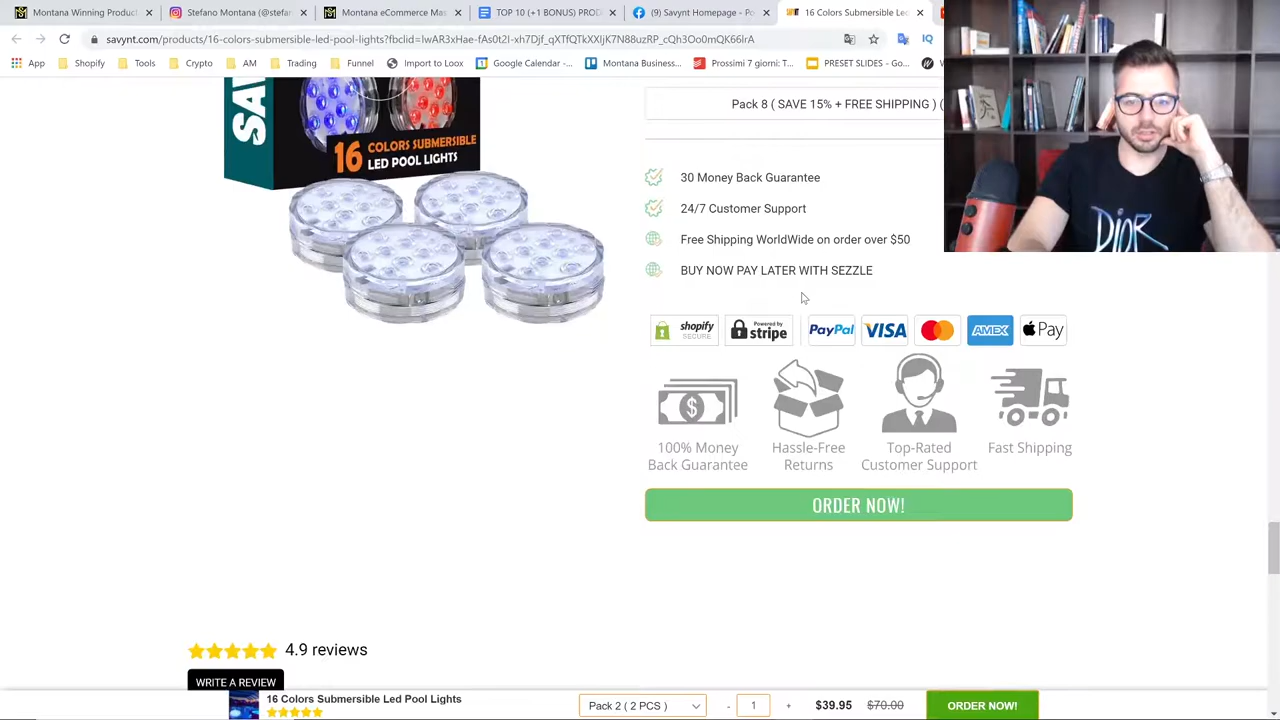 Montana Winning Product
Stefano Montana (@stefan
Montana eCommerce Mas
TOP 10 (+1 BONUS) PROD
(9) Savynt Homepage - Po
16 Colors Submersible Led
savynt.com/products/16-colors-submersible-led-pool-lights?fbclid=
IQ
App
Shopify
Tools
Crypto
AM
Trading
Funnel
Import to Loox
Google Calendar -...
Montana Business...
Prossimi 7 giorni: T...
PRESET SLIDES - Go...
SAV
16 COLORS SUBMERSIBLE
LED POOL LIGHTS
Pack 8 ( SAVE 15% + FREE SHIPPING ) (
30 Money Back Guarantee
24/7 Customer Support
Free Shipping WorldWide on order over $50
BUY NOW PAY LATER WITH SEZZLE
shopify
SECURE
Powered by
stripe
PayPal
VISA
AMEX
Pay
100% Money
Back Guarantee
Hassle-Free
Returns
Top-Rated
Customer Support
Fast Shipping
ORDER NOW!
DIOR
4.9 reviews
WRITE A REVIEW
16 Colors Submersible Led Pool Lights
Pack 2 ( 2 PCS )
- 1 +
$39.95
$70.00
ORDER NOW!